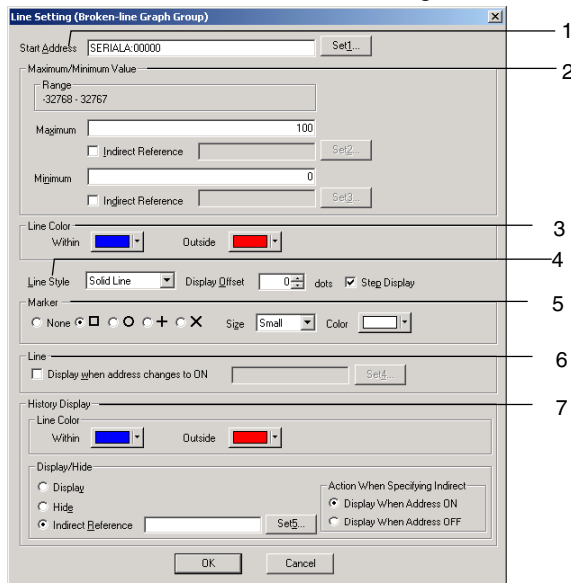 Line Setting (Broken-line Graph Group)
1
Start Address SERIALA:00000 Set1...
2
Maximum/Minimum Value
Range
-32768 - 32767
Maximum 100
Indirect Reference Set2...
Minimum 0
Indirect Reference Set3...
3
Line Color
Within Outside
4
Line Style Solid Line Display Offset 0 dots Step Display
5
Marker
None Size Small Color
6
Line
Display when address changes to ON Set4...
7
History Display
Line Color
Within Outside
Display/Hide
Display
Hide
Indirect Reference Set5...
Action When Specifying Indirect
Display When Address ON
Display When Address OFF
OK Cancel